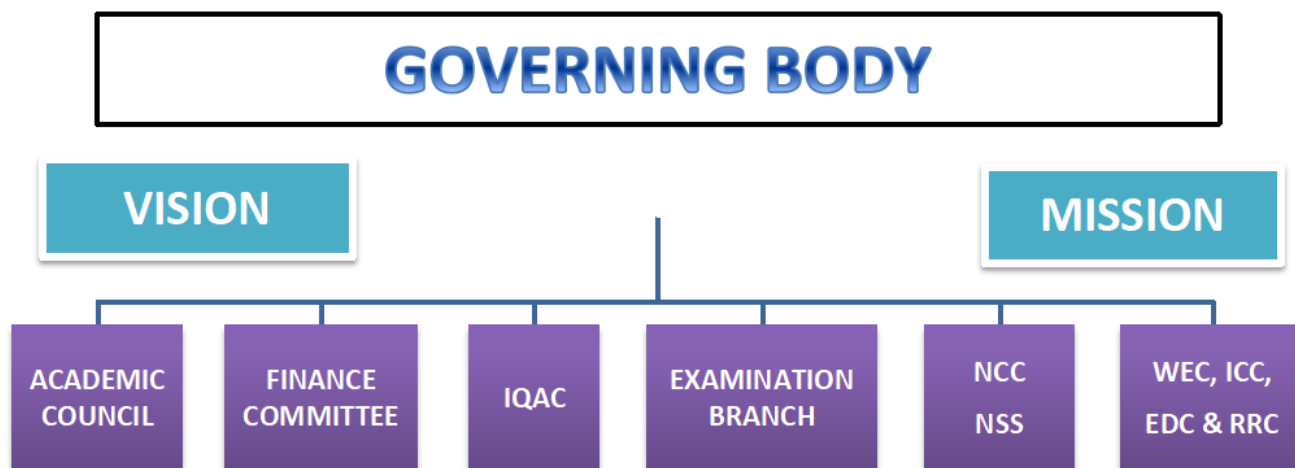 GOVERNING BODY
VISION
MISSION
ACADEMIC
COUNCIL
FINANCE
COMMITTEE
IQAC
EXAMINATION
BRANCH
NCC
NSS
WEC, ICC,
EDC & RRC